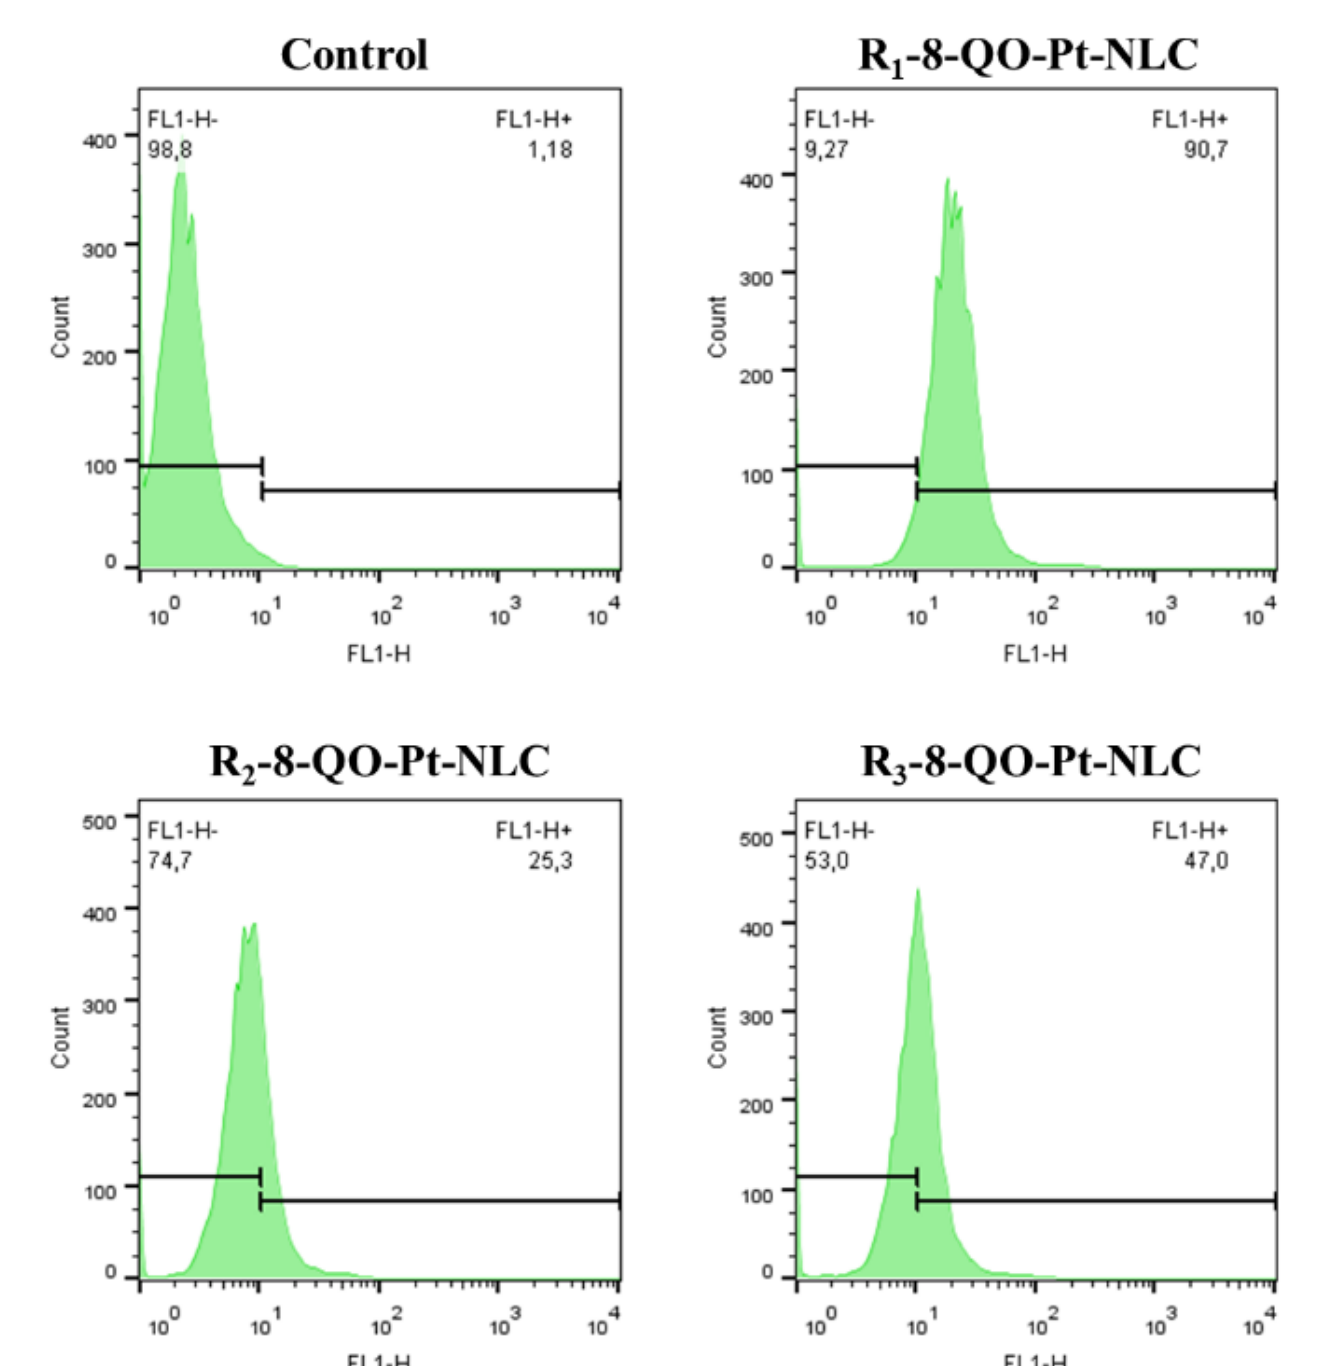 Control
FL1-H- FL1-H+
98,8 1,18
400
300
200
100
0
Count
10^0 10^1 10^2 10^3 10^4
FL1-H
R₁-8-QO-Pt-NLC
FL1-H- FL1-H+
9,27 90,7
400
300
200
100
0
Count
10^0 10^1 10^2 10^3 10^4
FL1-H
R₂-8-QO-Pt-NLC
FL1-H- FL1-H+
74,7 25,3
500
400
300
200
100
0
Count
10^0 10^1 10^2 10^3 10^4
FL1-H
R₃-8-QO-Pt-NLC
FL1-H- FL1-H+
53,0 47,0
500
400
300
200
100
0
Count
10^0 10^1 10^2 10^3 10^4
FL1-H